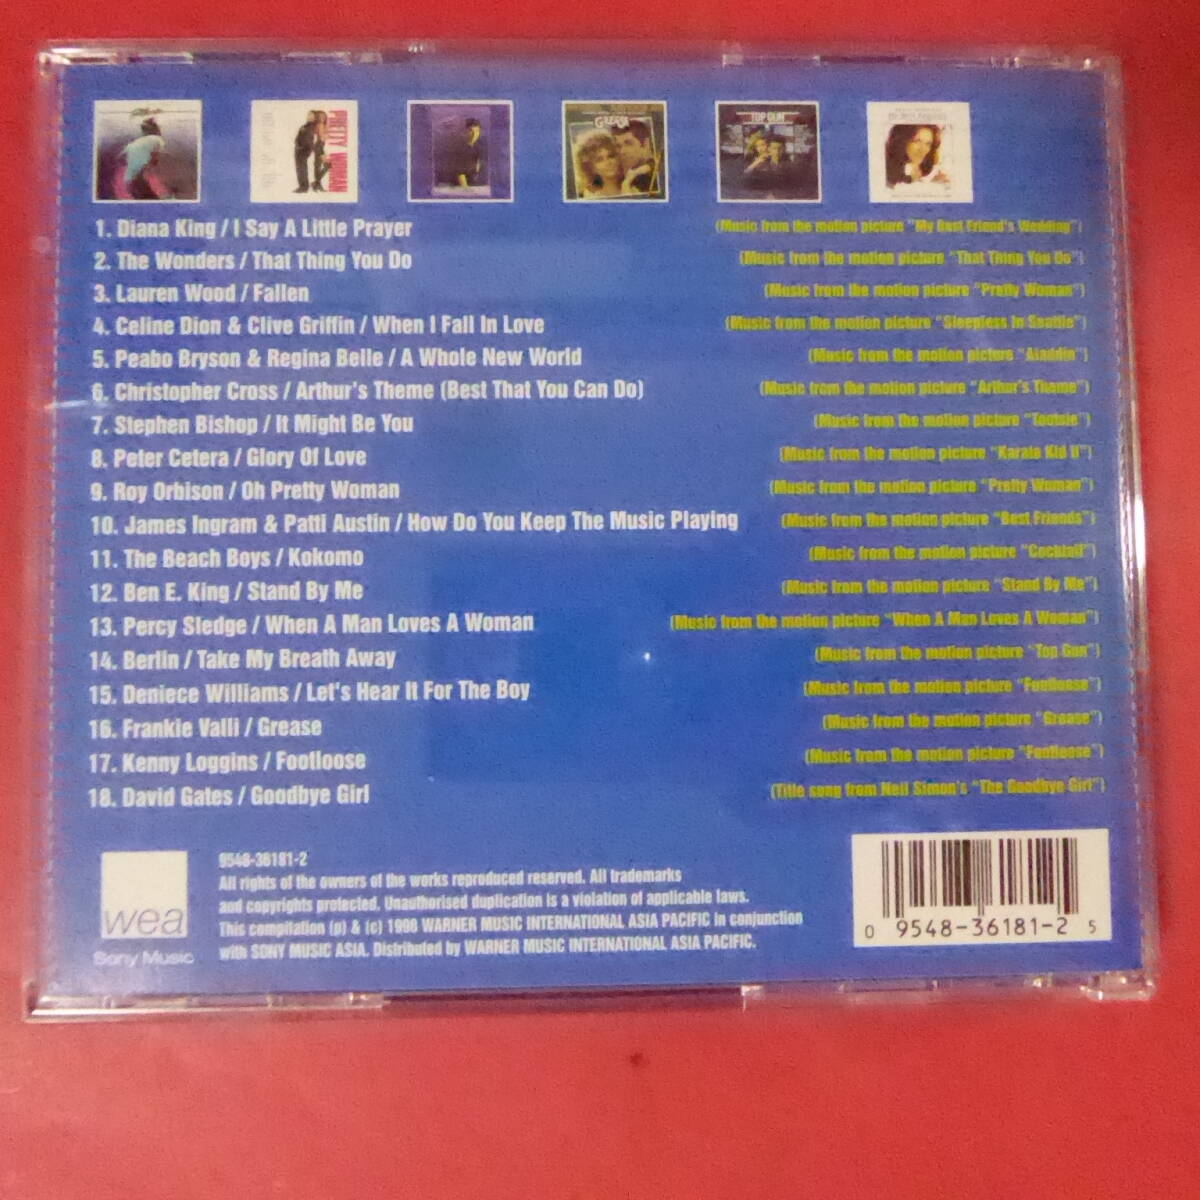 PRETTY WOMAN
GREASE
TOP GUN
1. Diana King / I Say A Little Prayer (Music from the motion picture "My Best Friend's Wedding")
2. The Wonders / That Thing You Do (Music from the motion picture "That Thing You Do")
3. Lauren Wood / Fallen (Music from the motion picture "Pretty Woman")
4. Celine Dion & Clive Griffin / When I Fall In Love (Music from the motion picture "Sleepless In Seattle")
5. Peabo Bryson & Regina Belle / A Whole New World (Music from the motion picture "Aladdin")
6. Christopher Cross / Arthur's Theme (Best That You Can Do) (Music from the motion picture "Arthur's Theme")
7. Stephen Bishop / It Might Be You (Music from the motion picture "Tootsie")
8. Peter Cetera / Glory Of Love (Music from the motion picture "Karate Kid II")
9. Roy Orbison / Oh Pretty Woman (Music from the motion picture "Pretty Woman")
10. James Ingram & Patti Austin / How Do You Keep The Music Playing (Music from the motion picture "Best Friends")
11. The Beach Boys / Kokomo (Music from the motion picture "Cocktail")
12. Ben E. King / Stand By Me (Music from the motion picture "Stand By Me")
13. Percy Sledge / When A Man Loves A Woman (Music from the motion picture "When A Man Loves A Woman")
14. Berlin / Take My Breath Away (Music from the motion picture "Top Gun")
15. Deniece Williams / Let's Hear It For The Boy (Music from the motion picture "Footloose")
16. Frankie Valli / Grease (Music from the motion picture "Grease")
17. Kenny Loggins / Footloose (Music from the motion picture "Footloose")
18. David Gates / Goodbye Girl (Title song from Neil Simon's "The Goodbye Girl")
wea
Sony Music
9548-36181-2
All rights of the owners of the works reproduced reserved. All trademarks
and copyrights protected. Unauthorised duplication is a violation of applicable laws.
This compilation (p) & (c) 1998 WARNER MUSIC INTERNATIONAL ASIA PACIFIC in conjunction
with SONY MUSIC ASIA. Distributed by WARNER MUSIC INTERNATIONAL ASIA PACIFIC.
0 9548-36181-2 5